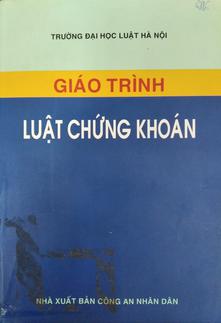 TRƯỜNG ĐẠI HỌC LUẬT HÀ NỘI
GIÁO TRÌNH
LUẬT CHỨNG KHOÁN
NHÀ XUẤT BẢN CÔNG AN NHÂN DÂN